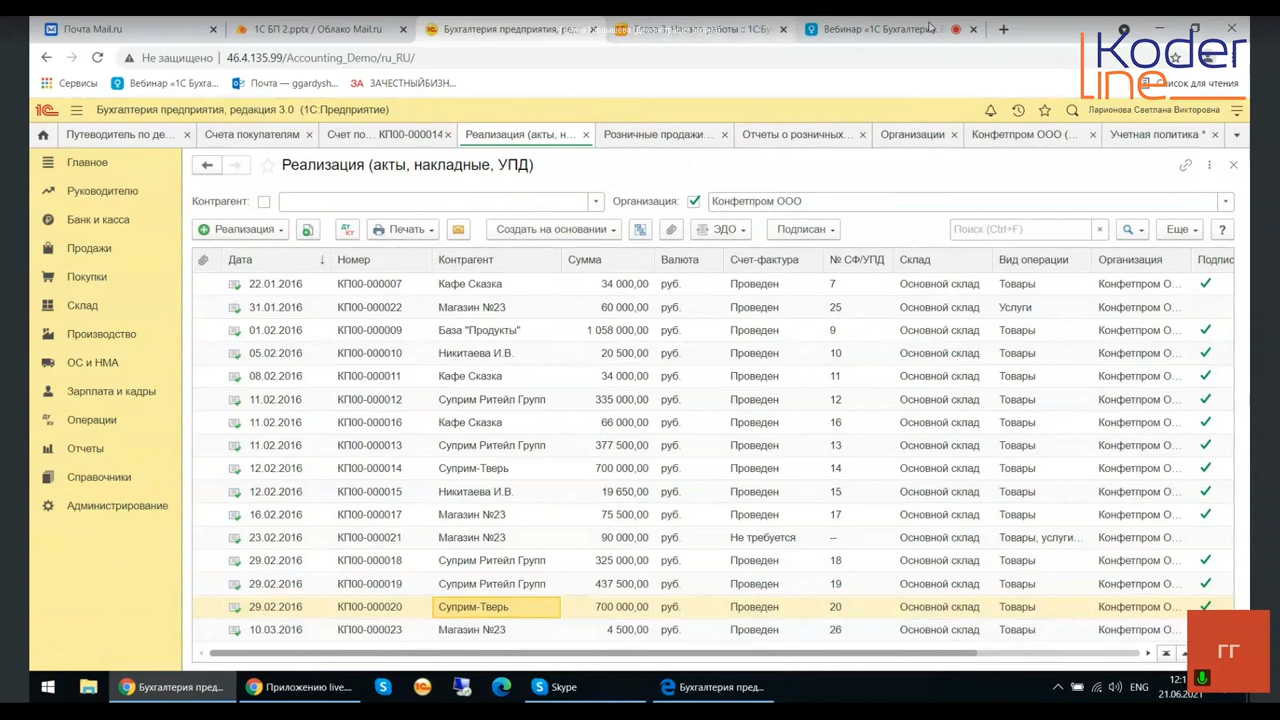 Почта Mail.ru
1С БП 2.pptx / Облако Mail.ru
Бухгалтерия предприятия, р
Вебинар «1С Бухгалтерия
Koder
line
Не защищено 46.4.135.99/Accounting_Demo/ru_RU/
Сервисы
Вебинар «1С Бухга...
Почта — ggardysh...
ЗАЧЕСТНЫЙБИЗНЕС
Список для чтения
Бухгалтерия предприятия, редакция 3.0 (1С:Предприятие)
Ларионова Светлана Викторовна
Путеводитель по де...
Счета покупателям
Счет по... КП00-000014
Реализация (акты, н...
Розничные продажи...
Отчеты о розничных...
Организации
Конфетпром ООО (...
Учетная политика *
Главное
Руководителю
Банк и касса
Продажи
Покупки
Склад
Производство
ОС и НМА
Зарплата и кадры
Операции
Отчеты
Справочники
Администрирование
Реализация (акты, накладные, УПД)
Контрагент:
Организация: Конфетпром ООО
Реализация
Дт Кт
Печать
Создать на основании
ЭДО
Подписан
Поиск (Ctrl+F)
Еще
?
Дата Номер Контрагент Сумма Валюта Счет-фактура № СФ/УПД Склад Вид операции Организация Подпис
22.01.2016 КП00-000007 Кафе Сказка 34 000,00 руб. Проведен 7 Основной склад Товары Конфетпром О...
31.01.2016 КП00-000022 Магазин №23 60 000,00 руб. Проведен 25 Основной склад Услуги Конфетпром О...
01.02.2016 КП00-000009 База "Продукты" 1 058 000,00 руб. Проведен 9 Основной склад Товары Конфетпром О...
05.02.2016 КП00-000010 Никитаева И.В. 20 500,00 руб. Проведен 10 Основной склад Товары Конфетпром О...
08.02.2016 КП00-000011 Кафе Сказка 34 000,00 руб. Проведен 11 Основной склад Товары Конфетпром О...
11.02.2016 КП00-000012 Суприм Ритейл Групп 335 000,00 руб. Проведен 12 Основной склад Товары Конфетпром О...
11.02.2016 КП00-000016 Кафе Сказка 66 000,00 руб. Проведен 16 Основной склад Товары Конфетпром О...
11.02.2016 КП00-000013 Суприм Ритейл Групп 377 500,00 руб. Проведен 13 Основной склад Товары Конфетпром О...
12.02.2016 КП00-000014 Суприм-Тверь 700 000,00 руб. Проведен 14 Основной склад Товары Конфетпром О...
12.02.2016 КП00-000015 Никитаева И.В. 19 650,00 руб. Проведен 15 Основной склад Товары Конфетпром О...
16.02.2016 КП00-000017 Магазин №23 75 500,00 руб. Проведен 17 Основной склад Товары Конфетпром О...
23.02.2016 КП00-000021 Магазин №23 90 000,00 руб. Не требуется -- Основной склад Товары, услуги... Конфетпром О...
29.02.2016 КП00-000018 Суприм Ритейл Групп 325 000,00 руб. Проведен 18 Основной склад Товары Конфетпром О...
29.02.2016 КП00-000019 Суприм Ритейл Групп 437 500,00 руб. Проведен 19 Основной склад Товары Конфетпром О...
29.02.2016 КП00-000020 Суприм-Тверь 700 000,00 руб. Проведен 20 Основной склад Товары Конфетпром О...
10.03.2016 КП00-000023 Магазин №23 4 500,00 руб. Проведен 26 Основной склад Товары Конфетпром О...
ГГ
Бухгалтерия пред...
Приложению live....
Skype
Бухгалтерия пред...
ENG
12:1
21.06.202